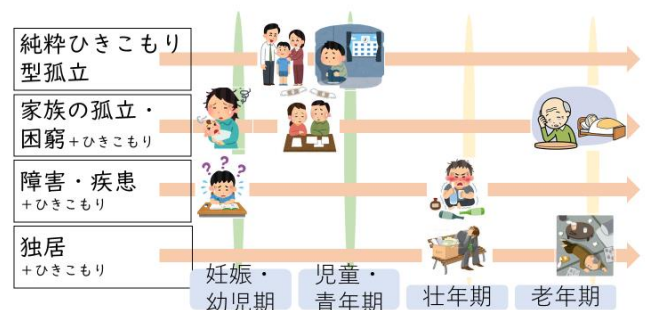 純粋ひきこもり
型孤立
家族の孤立・
困窮+ひきこもり
障害・疾患
+ひきこもり
独居
+ひきこもり
妊娠・
幼児期
児童・
青年期
壮年期
老年期